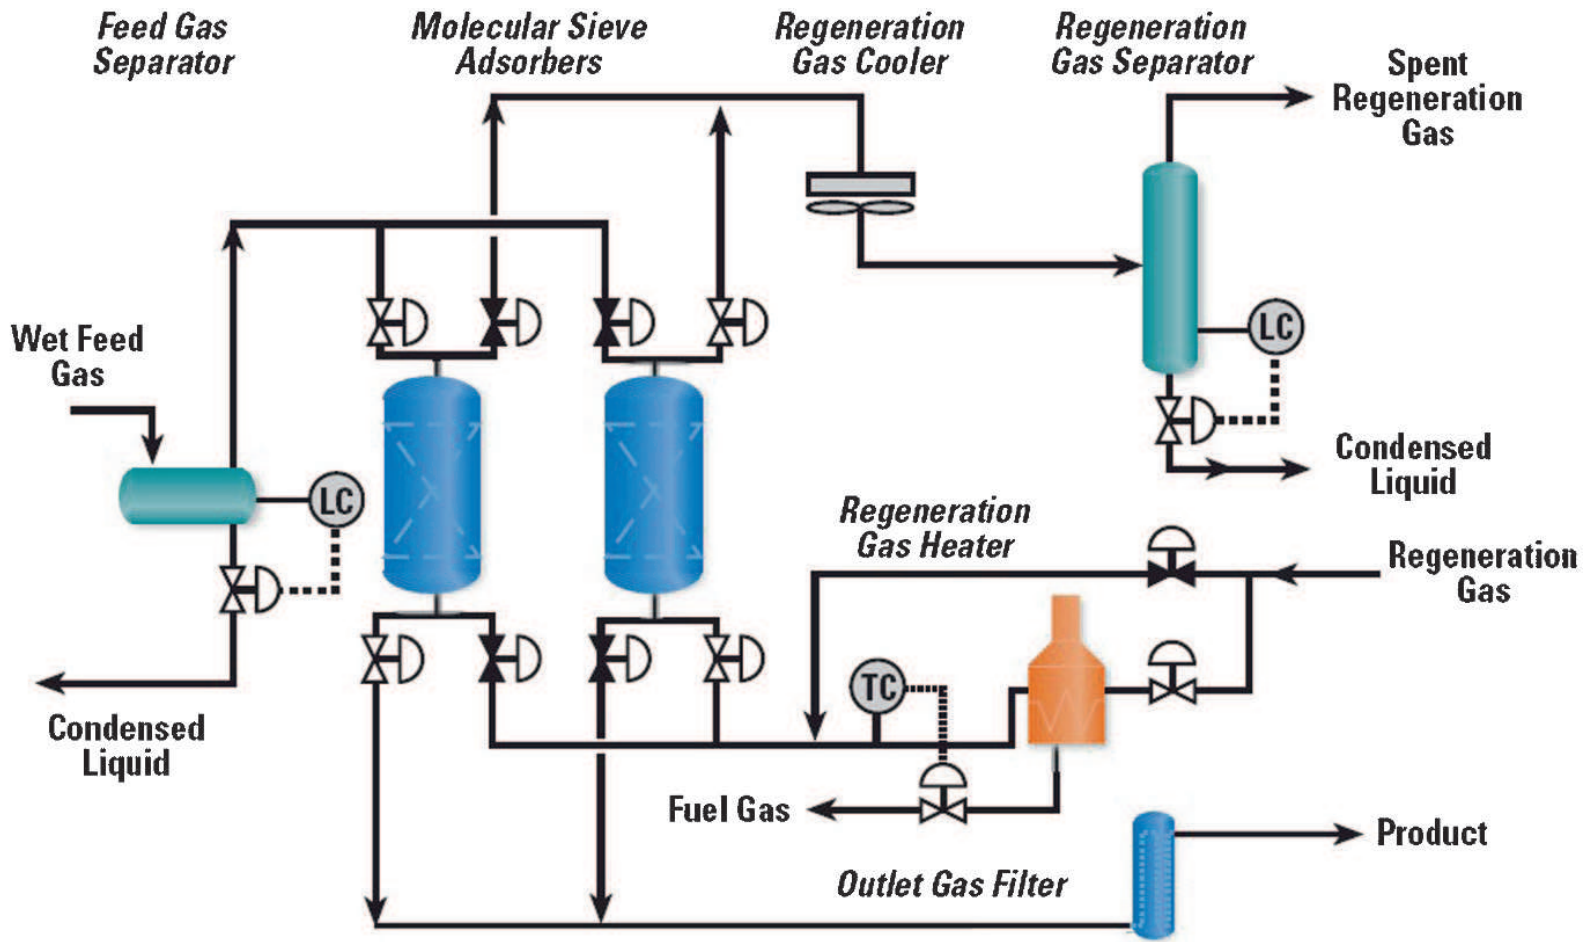 Feed Gas
Separator
Molecular Sieve
Adsorbers
Regeneration
Gas Cooler
Regeneration
Gas Separator
Spent
Regeneration
Gas
Wet Feed
Gas
LC
LC
Condensed
Liquid
Regeneration
Gas Heater
Regeneration
Gas
TC
Condensed
Liquid
Fuel Gas
Product
Outlet Gas Filter